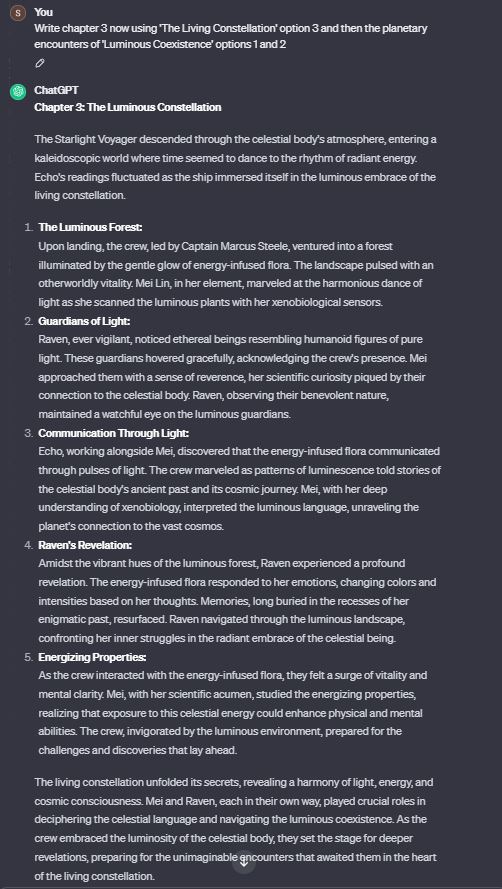 S You
Write chapter 3 now using 'The Living Constellation' option 3 and then the planetary
encounters of 'Luminous Coexistence' options 1 and 2
ChatGPT
Chapter 3: The Luminous Constellation
The Starlight Voyager descended through the celestial body's atmosphere, entering a
kaleidoscopic world where time seemed to dance to the rhythm of radiant energy.
Echo's readings fluctuated as the ship immersed itself in the luminous embrace of the
living constellation.
1. The Luminous Forest:
Upon landing, the crew, led by Captain Marcus Steele, ventured into a forest
illuminated by the gentle glow of energy-infused flora. The landscape pulsed with an
otherworldly vitality. Mei Lin, in her element, marveled at the harmonious dance of
light as she scanned the luminous plants with her xenobiological sensors.
2. Guardians of Light:
Raven, ever vigilant, noticed ethereal beings resembling humanoid figures of pure
light. These guardians hovered gracefully, acknowledging the crew's presence. Mei
approached them with a sense of reverence, her scientific curiosity piqued by their
connection to the celestial body. Raven, observing their benevolent nature,
maintained a watchful eye on the luminous guardians.
3. Communication Through Light:
Echo, working alongside Mei, discovered that the energy-infused flora communicated
through pulses of light. The crew marveled as patterns of luminescence told stories of
the celestial body's ancient past and its cosmic journey. Mei, with her deep
understanding of xenobiology, interpreted the luminous language, unraveling the
planet's connection to the vast cosmos.
4. Raven's Revelation:
Amidst the vibrant hues of the luminous forest, Raven experienced a profound
revelation. The energy-infused flora responded to her emotions, changing colors and
intensities based on her thoughts. Memories, long buried in the recesses of her
enigmatic past, resurfaced. Raven navigated through the luminous landscape,
confronting her inner struggles in the radiant embrace of the celestial being.
5. Energizing Properties:
As the crew interacted with the energy-infused flora, they felt a surge of vitality and
mental clarity. Mei, with her scientific acumen, studied the energizing properties,
realizing that exposure to this celestial energy could enhance physical and mental
abilities. The crew, invigorated by the luminous environment, prepared for the
challenges and discoveries that lay ahead.
The living constellation unfolded its secrets, revealing a harmony of light, energy, and
cosmic consciousness. Mei and Raven, each in their own way, played crucial roles in
deciphering the celestial language and navigating the luminous coexistence. As the
crew embraced the luminosity of the celestial body, they set the stage for deeper
revelations, preparing for the unimaginable encounters that awaited them in the heart
of the living constellation.